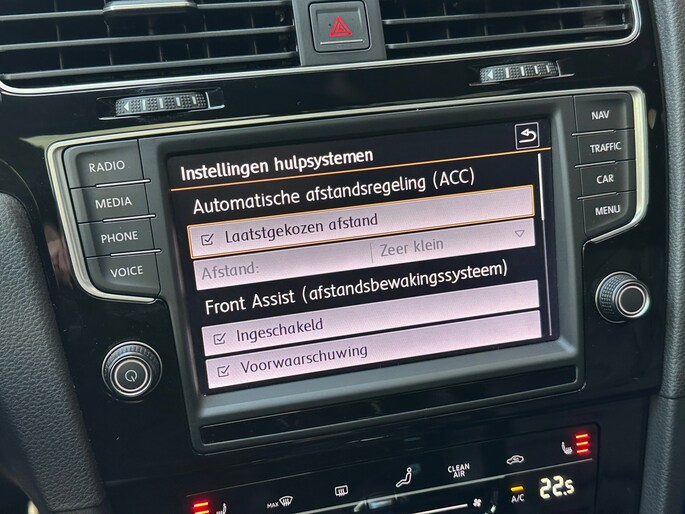 RADIO
MEDIA
PHONE
VOICE
Instellingen hulpsystemen
Automatische afstandsregeling (ACC)
Laatstgekozen afstand
Afstand: Zeer klein
Front Assist (afstandsbewakingssysteem)
Ingeschakeld
Voorwaarschuwing
NAV
TRAFFIC
CAR
MENU
MAX
CLEAN
AIR
A/C
22.5